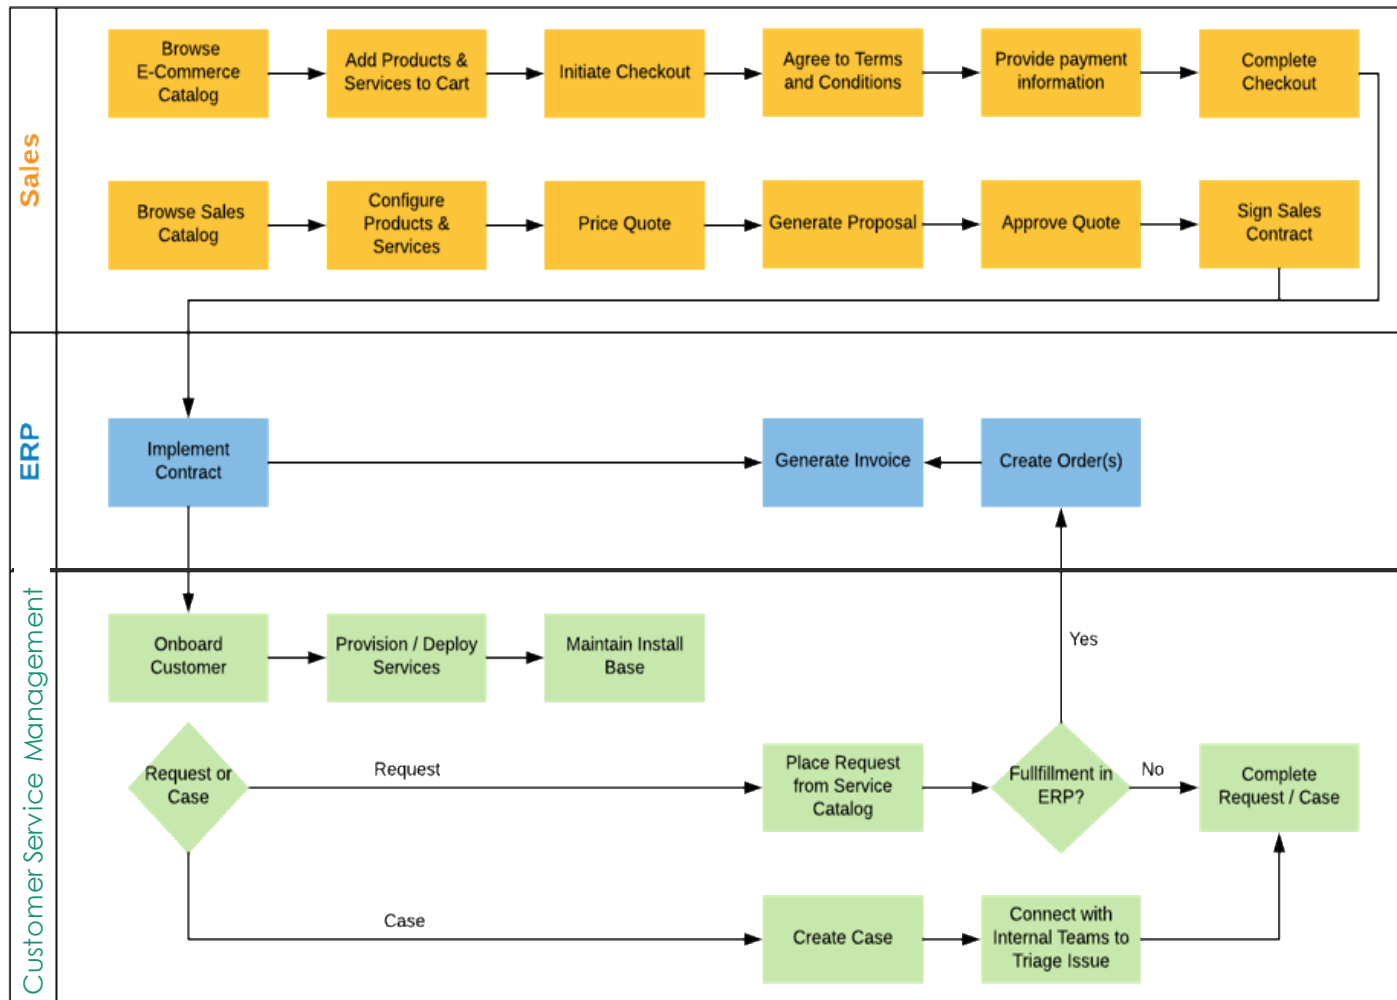 Sales
Browse
E-Commerce
Catalog
Add Products &
Services to Cart
Initiate Checkout
Agree to Terms
and Conditions
Provide payment
information
Complete
Checkout
Browse Sales
Catalog
Configure
Products &
Services
Price Quote
Generate Proposal
Approve Quote
Sign Sales
Contract
ERP
Implement
Contract
Generate Invoice
Create Order(s)
Customer Service Management
Onboard
Customer
Provision / Deploy
Services
Maintain Install
Base
Yes
Request or
Case
Request
Place Request
from Service
Catalog
Fullfillment in
ERP?
No
Complete
Request / Case
Case
Create Case
Connect with
Internal Teams to
Triage Issue